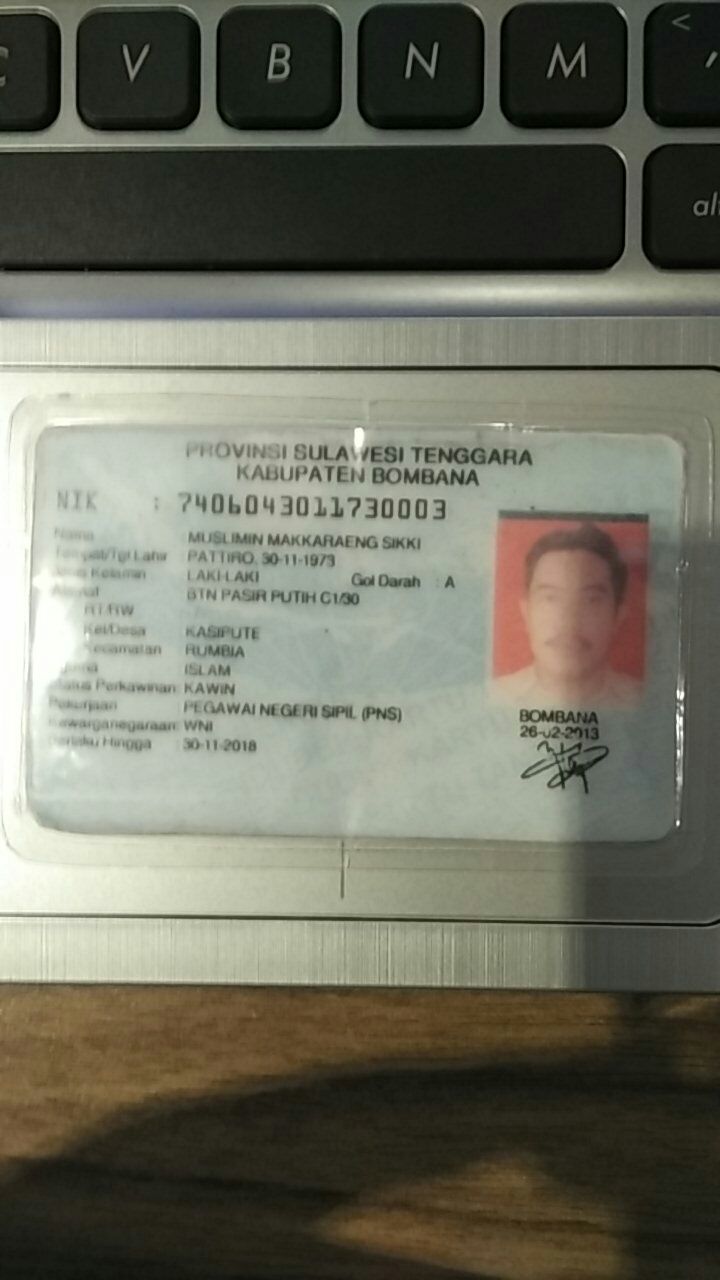 V B N M <
alt
PROVINSI SULAWESI TENGGARA
KABUPATEN BOMBANA
NIK : 7406043011730003
Nama : MUSLIMIN MAKKARAENG SIKKI
Tempat/Tgl Lahir : PATTIRO, 30-11-1973
Jenis Kelamin : LAKI-LAKI Gol Darah : A
Alamat : BTN PASIR PUTIH C1/30
RT/RW
Kel/Desa : KASIPUTE
Kecamatan : RUMBIA
Agama : ISLAM
Status Perkawinan : KAWIN
Pekerjaan : PEGAWAI NEGERI SIPIL (PNS)
Kewarganegaraan : WNI
Berlaku Hingga : 30-11-2018
BOMBANA
26-02-2013